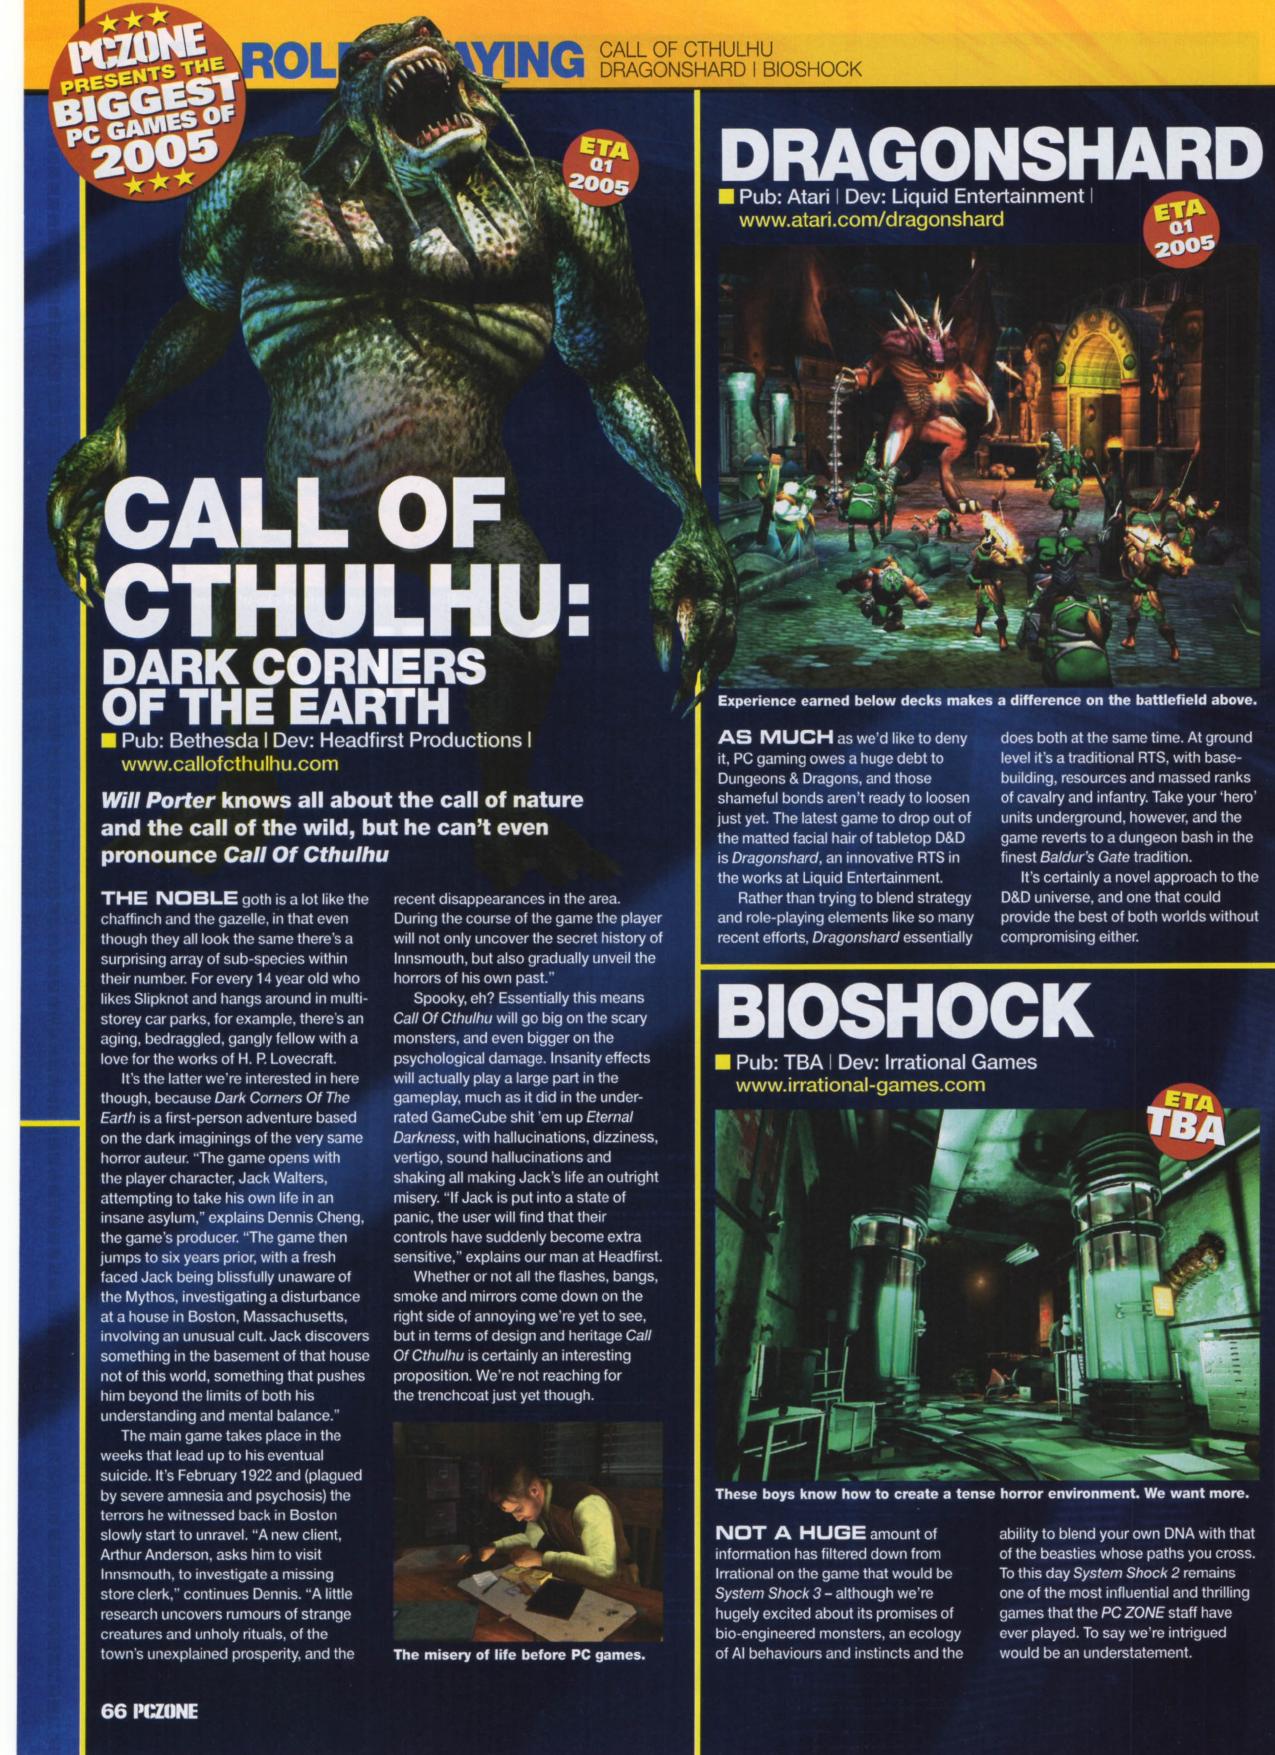 PCZONE
PRESENTS THE
BIGGEST
PC GAMES OF
2005
ROL AYING
CALL OF CTHULHU
DRAGONSHARD | BIOSHOCK
ETA
Q1
2005
CALL OF
CTHULHU:
DARK CORNERS
OF THE EARTH
Pub: Bethesda | Dev: Headfirst Productions |
www.callofcthulhu.com
Will Porter knows all about the call of nature
and the call of the wild, but he can't even
pronounce Call Of Cthulhu
THE NOBLE goth is a lot like the
chaffinch and the gazelle, in that even
though they all look the same there's a
surprising array of sub-species within
their number. For every 14 year old who
likes Slipknot and hangs around in multi-
storey car parks, for example, there's an
aging, bedraggled, gangly fellow with a
love for the works of H. P. Lovecraft.
It's the latter we're interested in here
though, because Dark Corners Of The
Earth is a first-person adventure based
on the dark imaginings of the very same
horror auteur. "The game opens with
the player character, Jack Walters,
attempting to take his own life in an
insane asylum," explains Dennis Cheng,
the game's producer. "The game then
jumps to six years prior, with a fresh
faced Jack being blissfully unaware of
the Mythos, investigating a disturbance
at a house in Boston, Massachusetts,
involving an unusual cult. Jack discovers
something in the basement of that house
not of this world, something that pushes
him beyond the limits of both his
understanding and mental balance."
The main game takes place in the
weeks that lead up to his eventual
suicide. It's February 1922 and (plagued
by severe amnesia and psychosis) the
terrors he witnessed back in Boston
slowly start to unravel. "A new client,
Arthur Anderson, asks him to visit
Innsmouth, to investigate a missing
store clerk," continues Dennis. "A little
research uncovers rumours of strange
creatures and unholy rituals, of the
town's unexplained prosperity, and the
recent disappearances in the area.
During the course of the game the player
will not only uncover the secret history of
Innsmouth, but also gradually unveil the
horrors of his own past."
Spooky, eh? Essentially this means
Call Of Cthulhu will go big on the scary
monsters, and even bigger on the
psychological damage. Insanity effects
will actually play a large part in the
gameplay, much as it did in the under-
rated GameCube shit 'em up Eternal
Darkness, with hallucinations, dizziness,
vertigo, sound hallucinations and
shaking all making Jack's life an outright
misery. "If Jack is put into a state of
panic, the user will find that their
controls have suddenly become extra
sensitive," explains our man at Headfirst.
Whether or not all the flashes, bangs,
smoke and mirrors come down on the
right side of annoying we're yet to see,
but in terms of design and heritage Call
Of Cthulhu is certainly an interesting
proposition. We're not reaching for
the trenchcoat just yet though.
The misery of life before PC games.
DRAGONSHARD
Pub: Atari | Dev: Liquid Entertainment |
www.atari.com/dragonshard
ETA
Q1
2005
Experience earned below decks makes a difference on the battlefield above.
AS MUCH as we'd like to deny
it, PC gaming owes a huge debt to
Dungeons & Dragons, and those
shameful bonds aren't ready to loosen
just yet. The latest game to drop out of
the matted facial hair of tabletop D&D
is Dragonshard, an innovative RTS in
the works at Liquid Entertainment.
Rather than trying to blend strategy
and role-playing elements like so many
recent efforts, Dragonshard essentially
does both at the same time. At ground
level it's a traditional RTS, with base-
building, resources and massed ranks
of cavalry and infantry. Take your 'hero'
units underground, however, and the
game reverts to a dungeon bash in the
finest Baldur's Gate tradition.
It's certainly a novel approach to the
D&D universe, and one that could
provide the best of both worlds without
compromising either.
BIOSHOCK
Pub: TBA | Dev: Irrational Games
www.irrational-games.com
ETA
TBA
These boys know how to create a tense horror environment. We want more.
NOT A HUGE amount of
information has filtered down from
Irrational on the game that would be
System Shock 3 – although we're
hugely excited about its promises of
bio-engineered monsters, an ecology
of AI behaviours and instincts and the
ability to blend your own DNA with that
of the beasties whose paths you cross.
To this day System Shock 2 remains
one of the most influential and thrilling
games that the PC ZONE staff have
ever played. To say we're intrigued
would be an understatement.
66 PCZONE